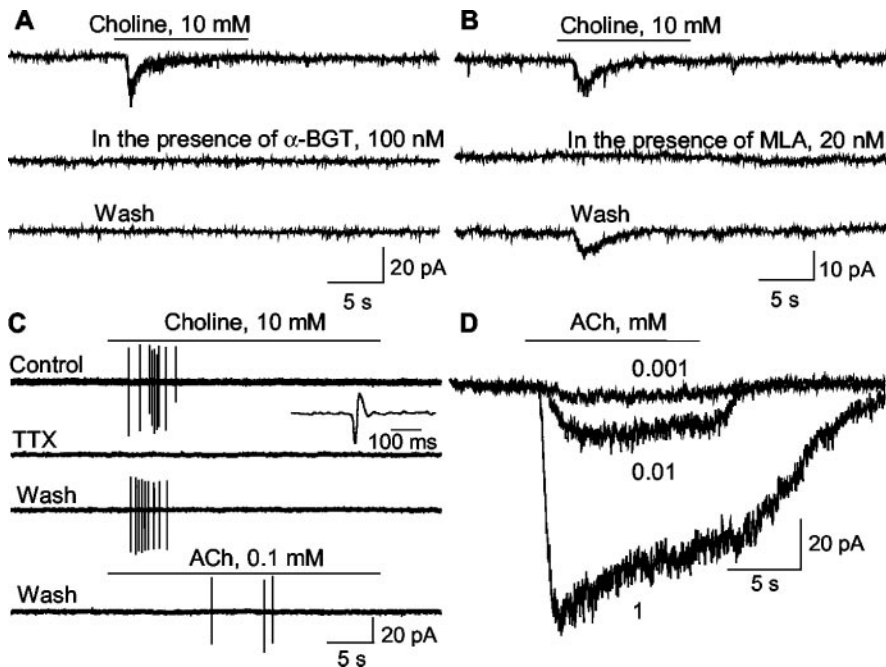 A
Choline, 10 mM
In the presence of α-BGT, 100 nM
Wash
20 pA
5 s
B
Choline, 10 mM
In the presence of MLA, 20 nM
Wash
10 pA
5 s
C
Choline, 10 mM
Control
100 ms
TTX
Wash
ACh, 0.1 mM
Wash
20 pA
5 s
D
ACh, mM
0.001
0.01
20 pA
5 s
1